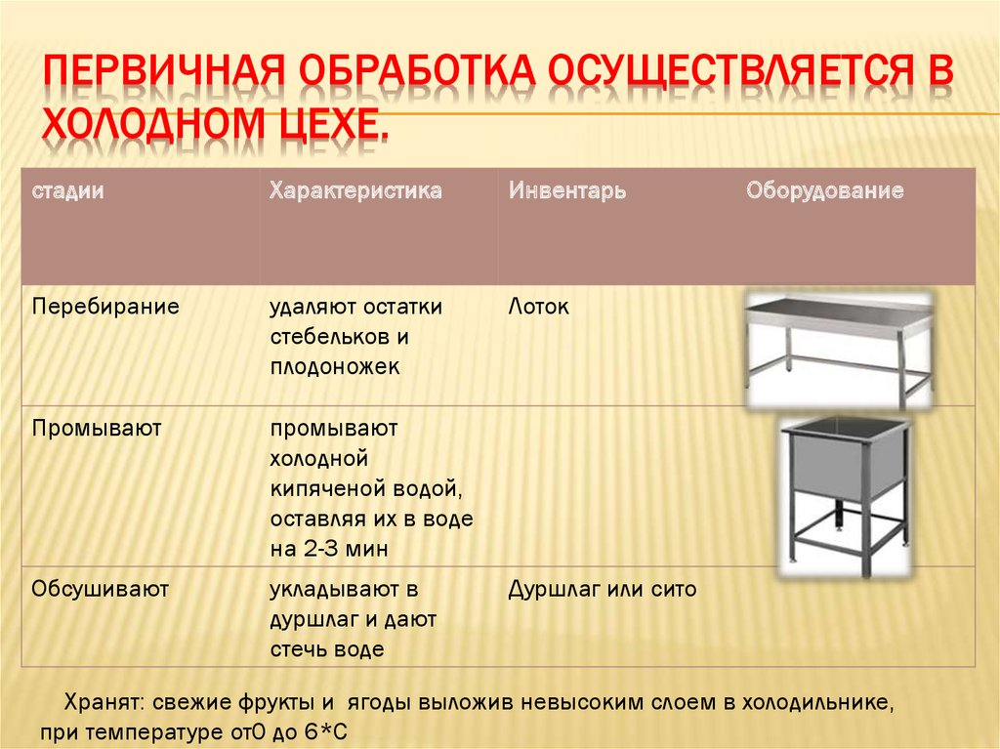 ПЕРВИЧНАЯ ОБРАБОТКА ОСУЩЕСТВЛЯЕТСЯ В
ХОЛОДНОМ ЦЕХЕ.
стадии
Характеристика
Инвентарь
Оборудование
Перебирание
удаляют остатки
стебельков и
плодоножек
Лоток
Промывают
промывают
холодной
кипяченой водой,
оставляя их в воде
на 2-3 мин
Обсушивают
укладывают в
дуршлаг и дают
стечь воде
Дуршлаг или сито
Хранят: свежие фрукты и ягоды выложив невысоким слоем в холодильнике,
при температуре от0 до 6*С